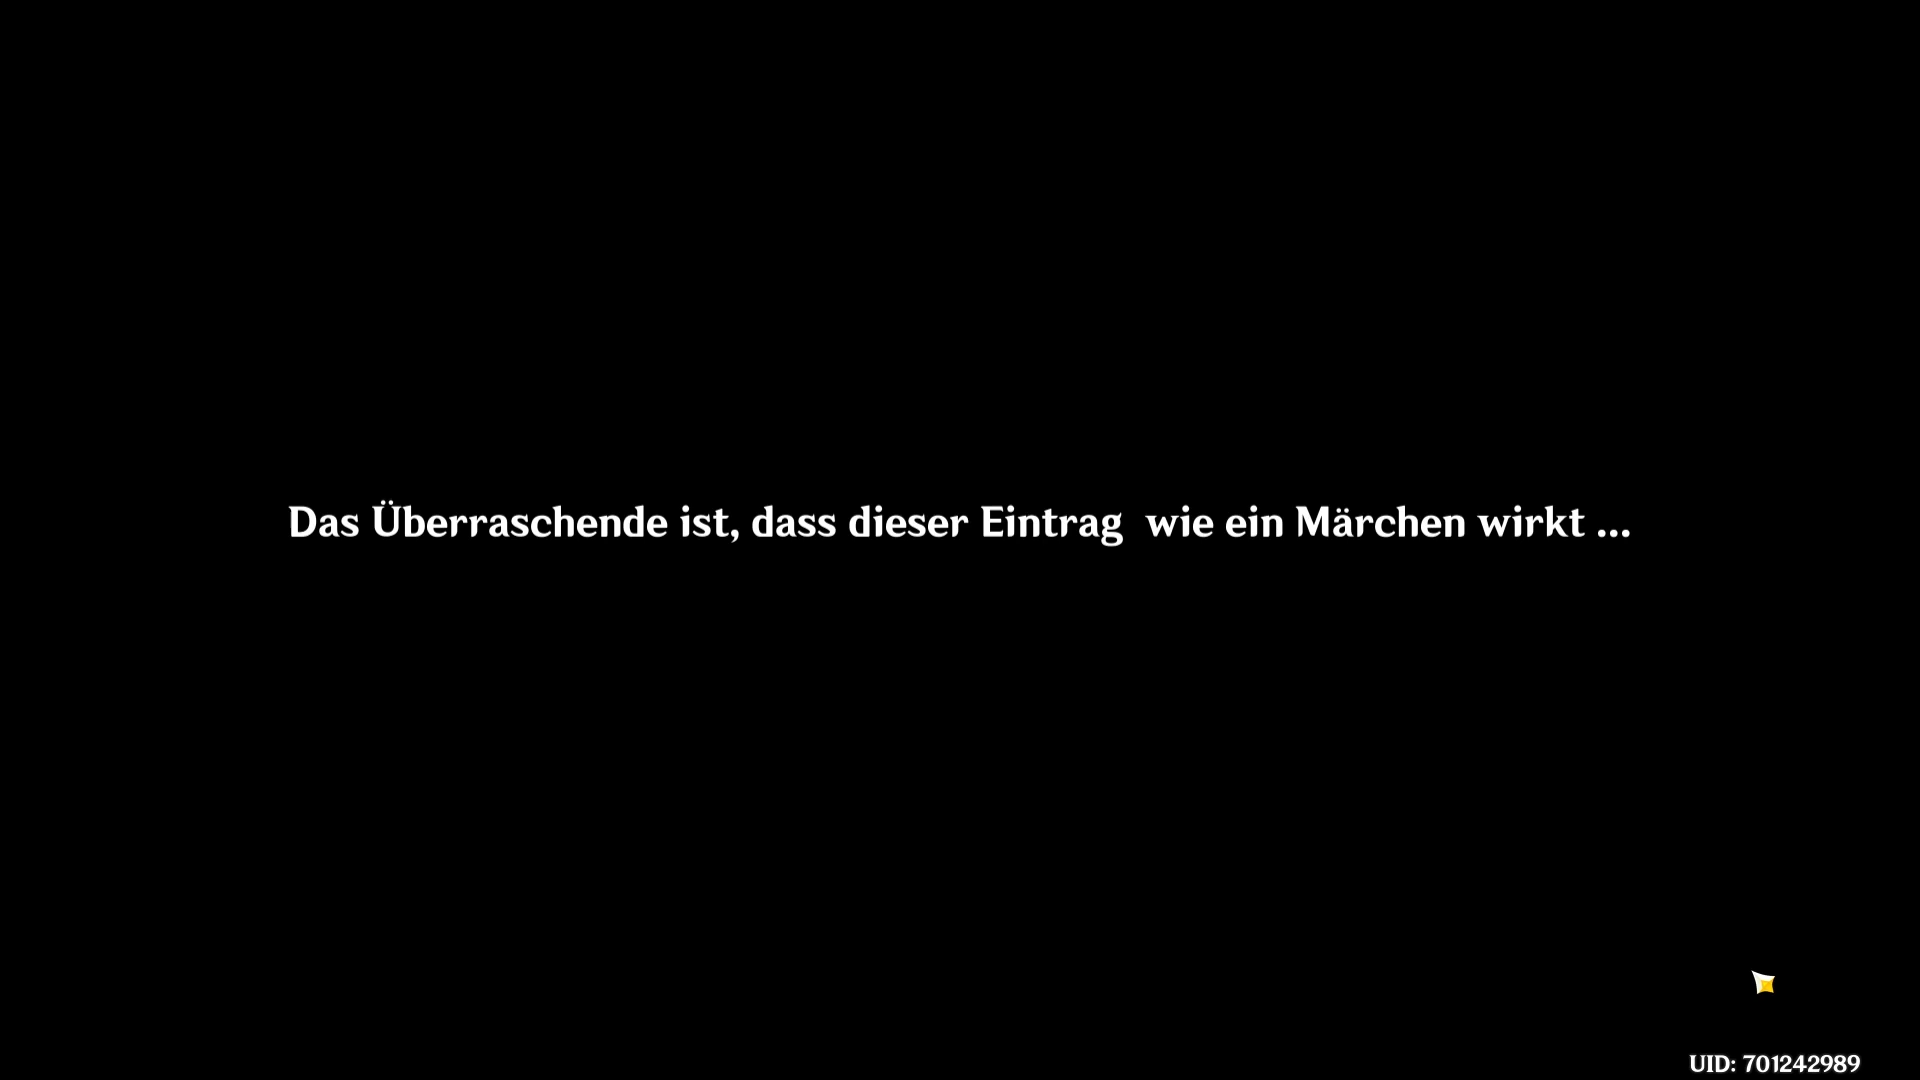 Das Überraschende ist, dass dieser Eintrag  wie ein Märchen wirkt ...
UID: 701242989